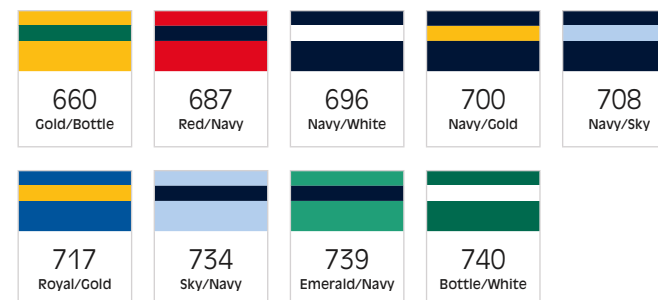 660
Gold/Bottle
687
Red/Navy
696
Navy/White
700
Navy/Gold
708
Navy/Sky
717
Royal/Gold
734
Sky/Navy
739
Emerald/Navy
740
Bottle/White